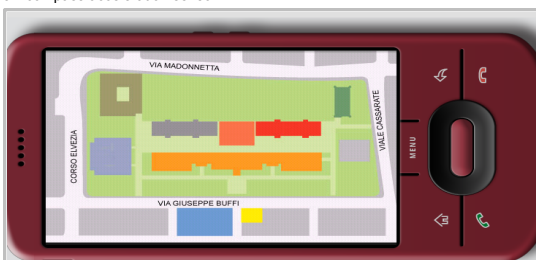 VIA MADONNETTA
CORSO ELVEZIA
VIALE CASSARATE
MENU
VIA GIUSEPPE BUFFI